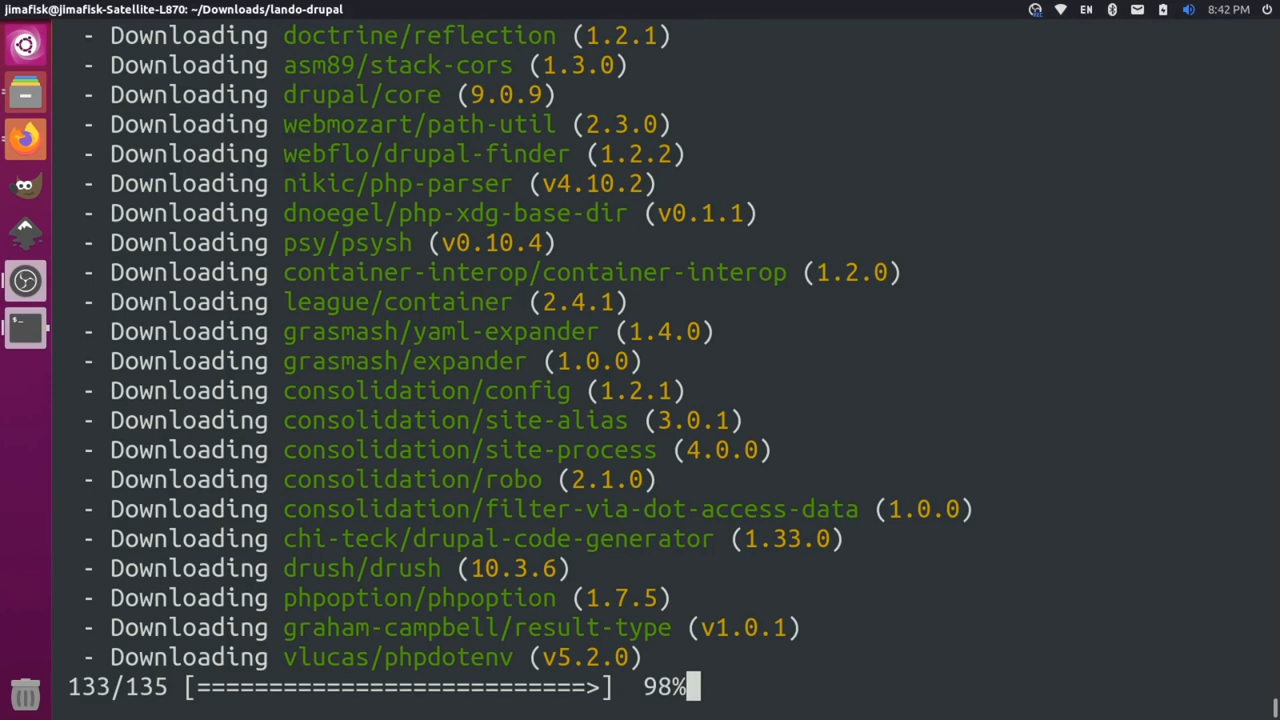 jimafisk@jimafisk-Satellite-L870: ~/Downloads/lando-drupal
EN
8:42 PM
- Downloading doctrine/reflection (1.2.1)
- Downloading asm89/stack-cors (1.3.0)
- Downloading drupal/core (9.0.9)
- Downloading webmozart/path-util (2.3.0)
- Downloading webflo/drupal-finder (1.2.2)
- Downloading nikic/php-parser (v4.10.2)
- Downloading dnoegel/php-xdg-base-dir (v0.1.1)
- Downloading psy/psysh (v0.10.4)
- Downloading container-interop/container-interop (1.2.0)
- Downloading league/container (2.4.1)
- Downloading grasmash/yaml-expander (1.4.0)
- Downloading grasmash/expander (1.0.0)
- Downloading consolidation/config (1.2.1)
- Downloading consolidation/site-alias (3.0.1)
- Downloading consolidation/site-process (4.0.0)
- Downloading consolidation/robo (2.1.0)
- Downloading consolidation/filter-via-dot-access-data (1.0.0)
- Downloading chi-teck/drupal-code-generator (1.33.0)
- Downloading drush/drush (10.3.6)
- Downloading phpoption/phpoption (1.7.5)
- Downloading graham-campbell/result-type (v1.0.1)
- Downloading vlucas/phpdotenv (v5.2.0)
133/135 [===========================>] 98%